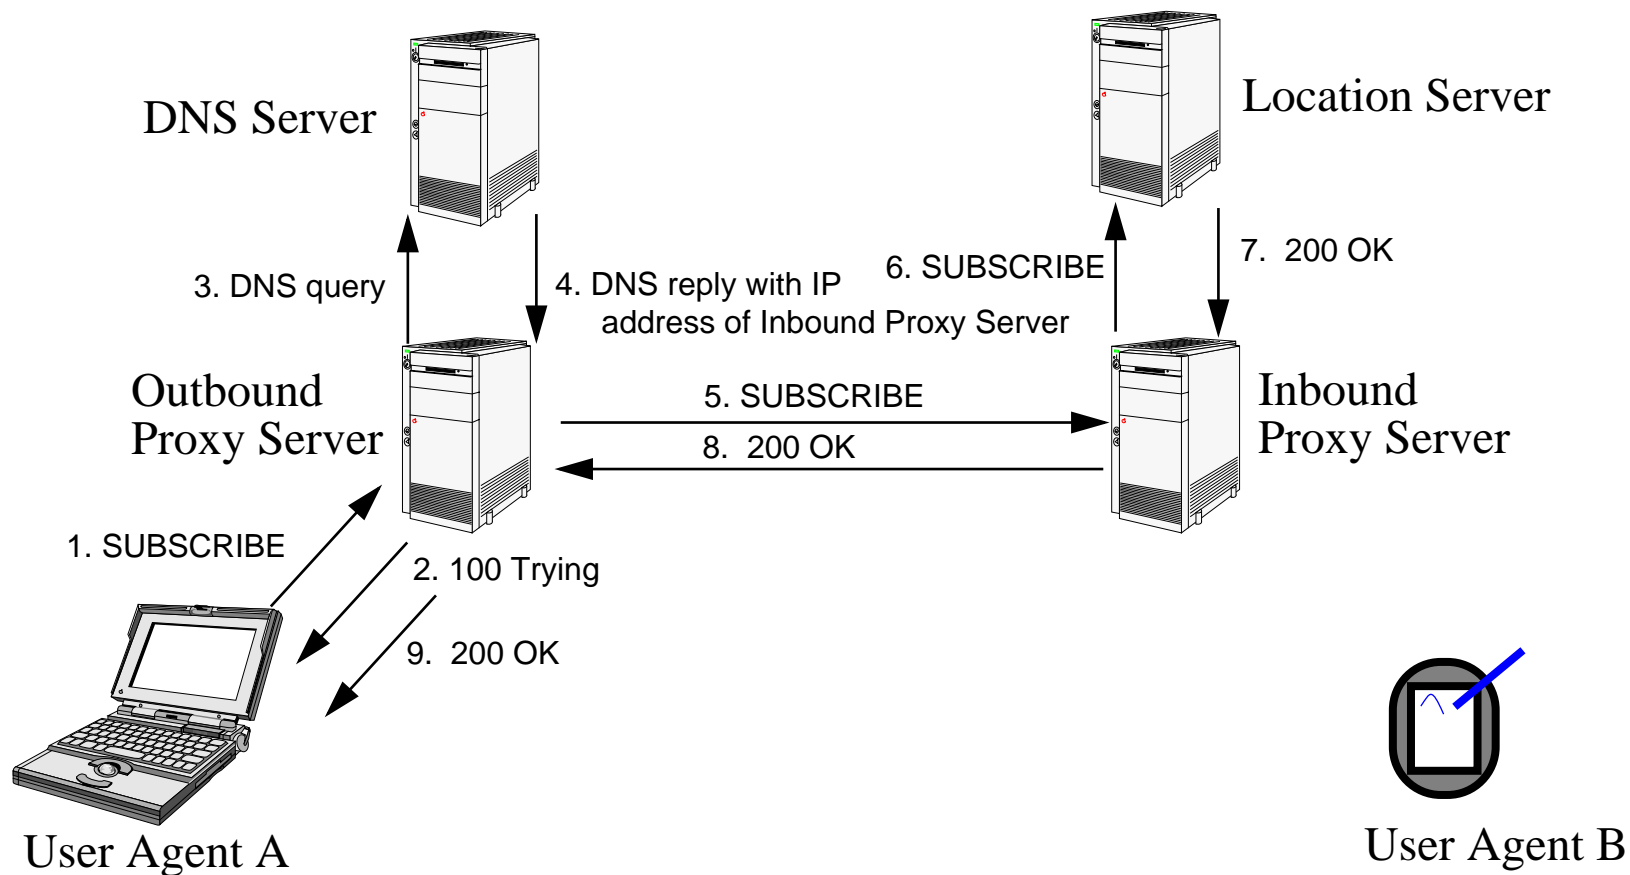 DNS Server
Location Server
3. DNS query
4. DNS reply with IP
address of Inbound Proxy Server
6. SUBSCRIBE
7. 200 OK
Outbound
Proxy Server
5. SUBSCRIBE
8. 200 OK
Inbound
Proxy Server
1. SUBSCRIBE
2. 100 Trying
9. 200 OK
User Agent A
User Agent B